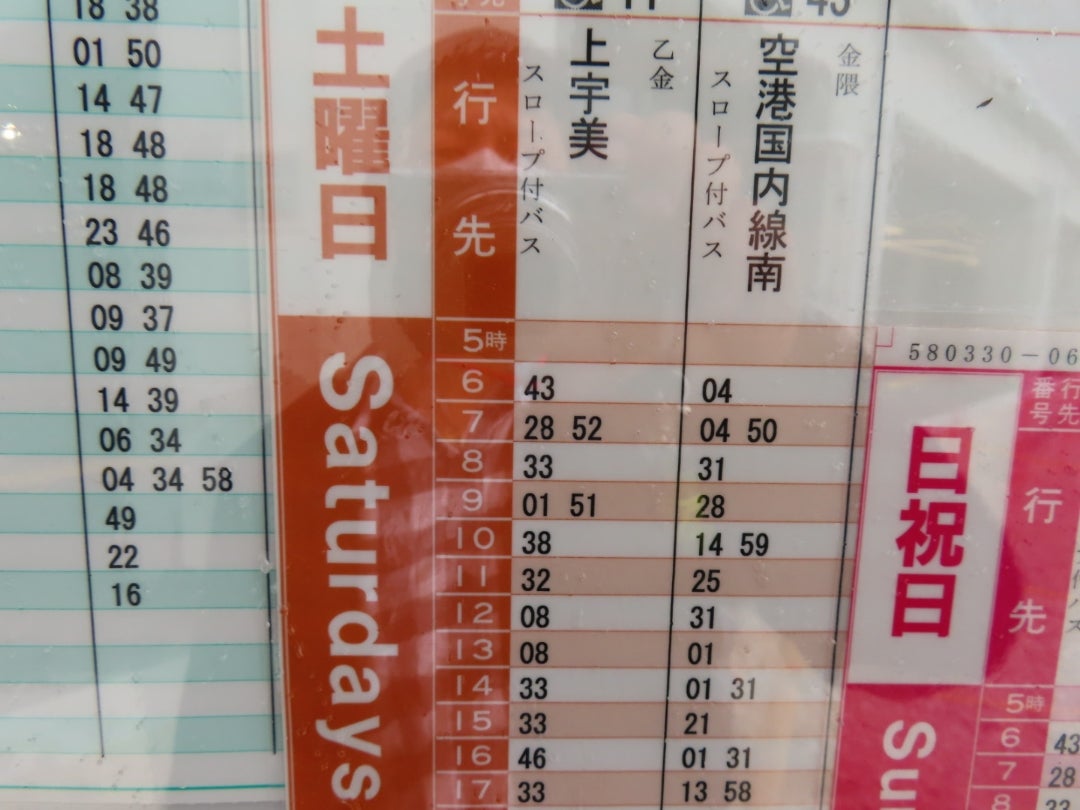 18 38
01 50
14 47
18 48
18 48
23 46
08 39
09 37
09 49
14 39
06 34
04 34 58
49
22
16
土曜日
Saturdays
行先
上宇美
乙金
スロープ付バス
45
空港国内線南
金隈
スロープ付バス
5時
6 43 04
7 28 52 04 50
8 33 31
9 01 51 28
10 38 14 59
11 32 25
12 08 31
13 08 01
14 33 01 31
15 33 21
16 46 01 31
17 33 13 58
580330-06
日祝日
Su
行先
番号
行先
5時
6 43
7 28
8 33